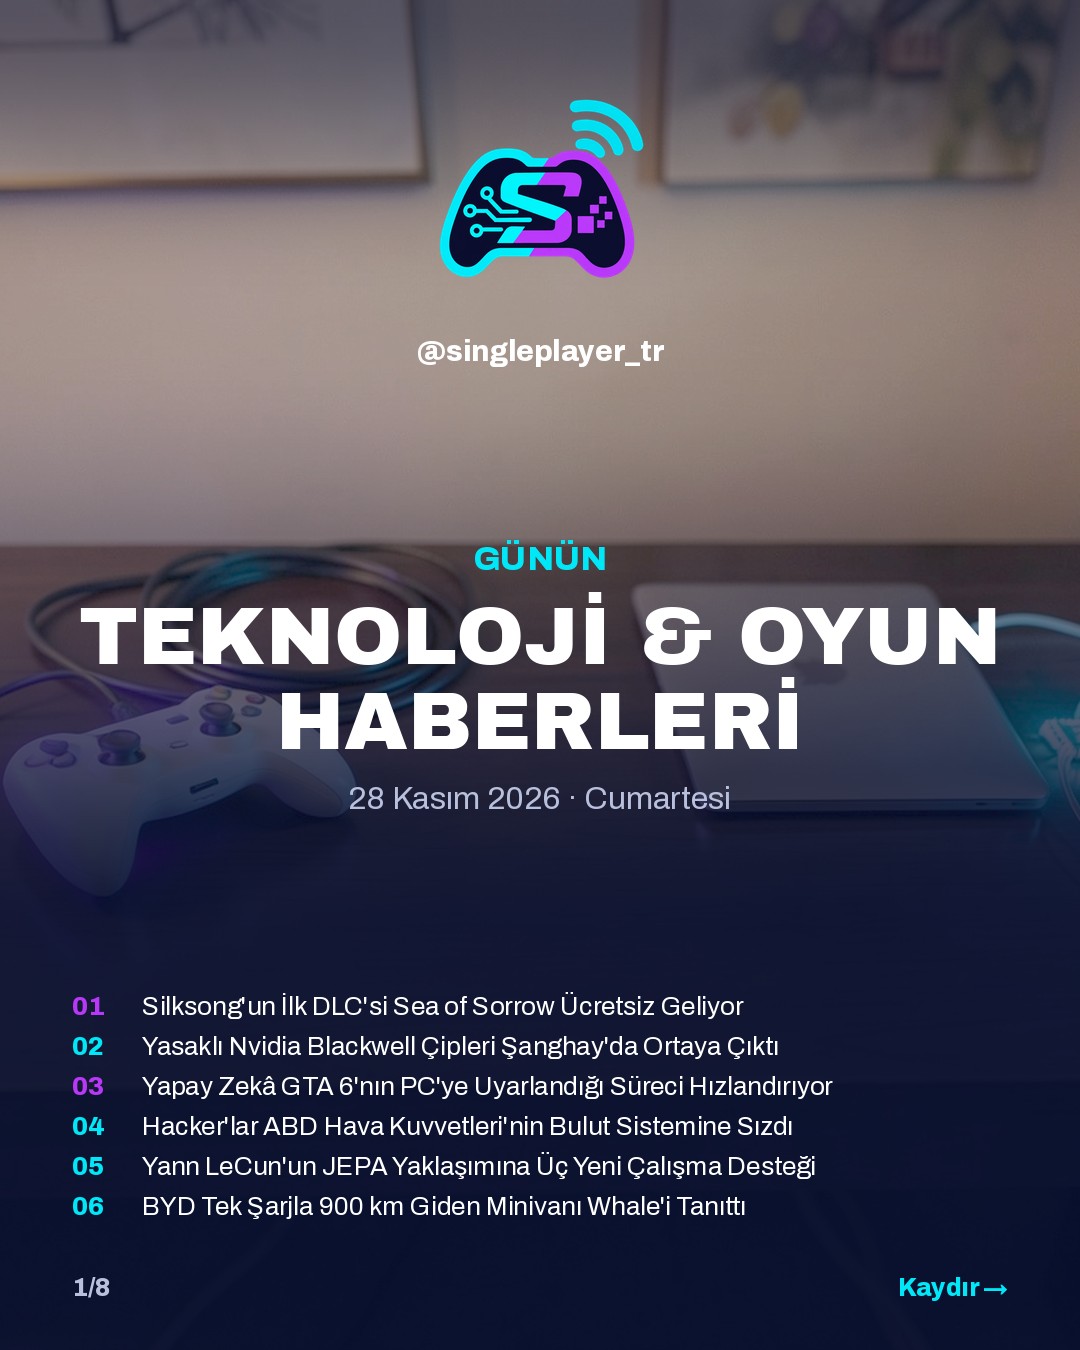 @singleplayer_tr
GÜNÜN
TEKNOLOJİ & OYUN
HABERLERİ
28 Kasım 2026 · Cumartesi
01 Silksong'un İlk DLC'si Sea of Sorrow Ücretsiz Geliyor
02 Yasaklı Nvidia Blackwell Çipleri Şanghay'da Ortaya Çıktı
03 Yapay Zekâ GTA 6'nın PC'ye Uyarlandığı Süreci Hızlandırıyor
04 Hacker'lar ABD Hava Kuvvetleri'nin Bulut Sistemine Sızdı
05 Yann LeCun'un JEPA Yaklaşımına Üç Yeni Çalışma Desteği
06 BYD Tek Şarjla 900 km Giden Minivanı Whale'i Tanıttı
1/8
Kaydır→